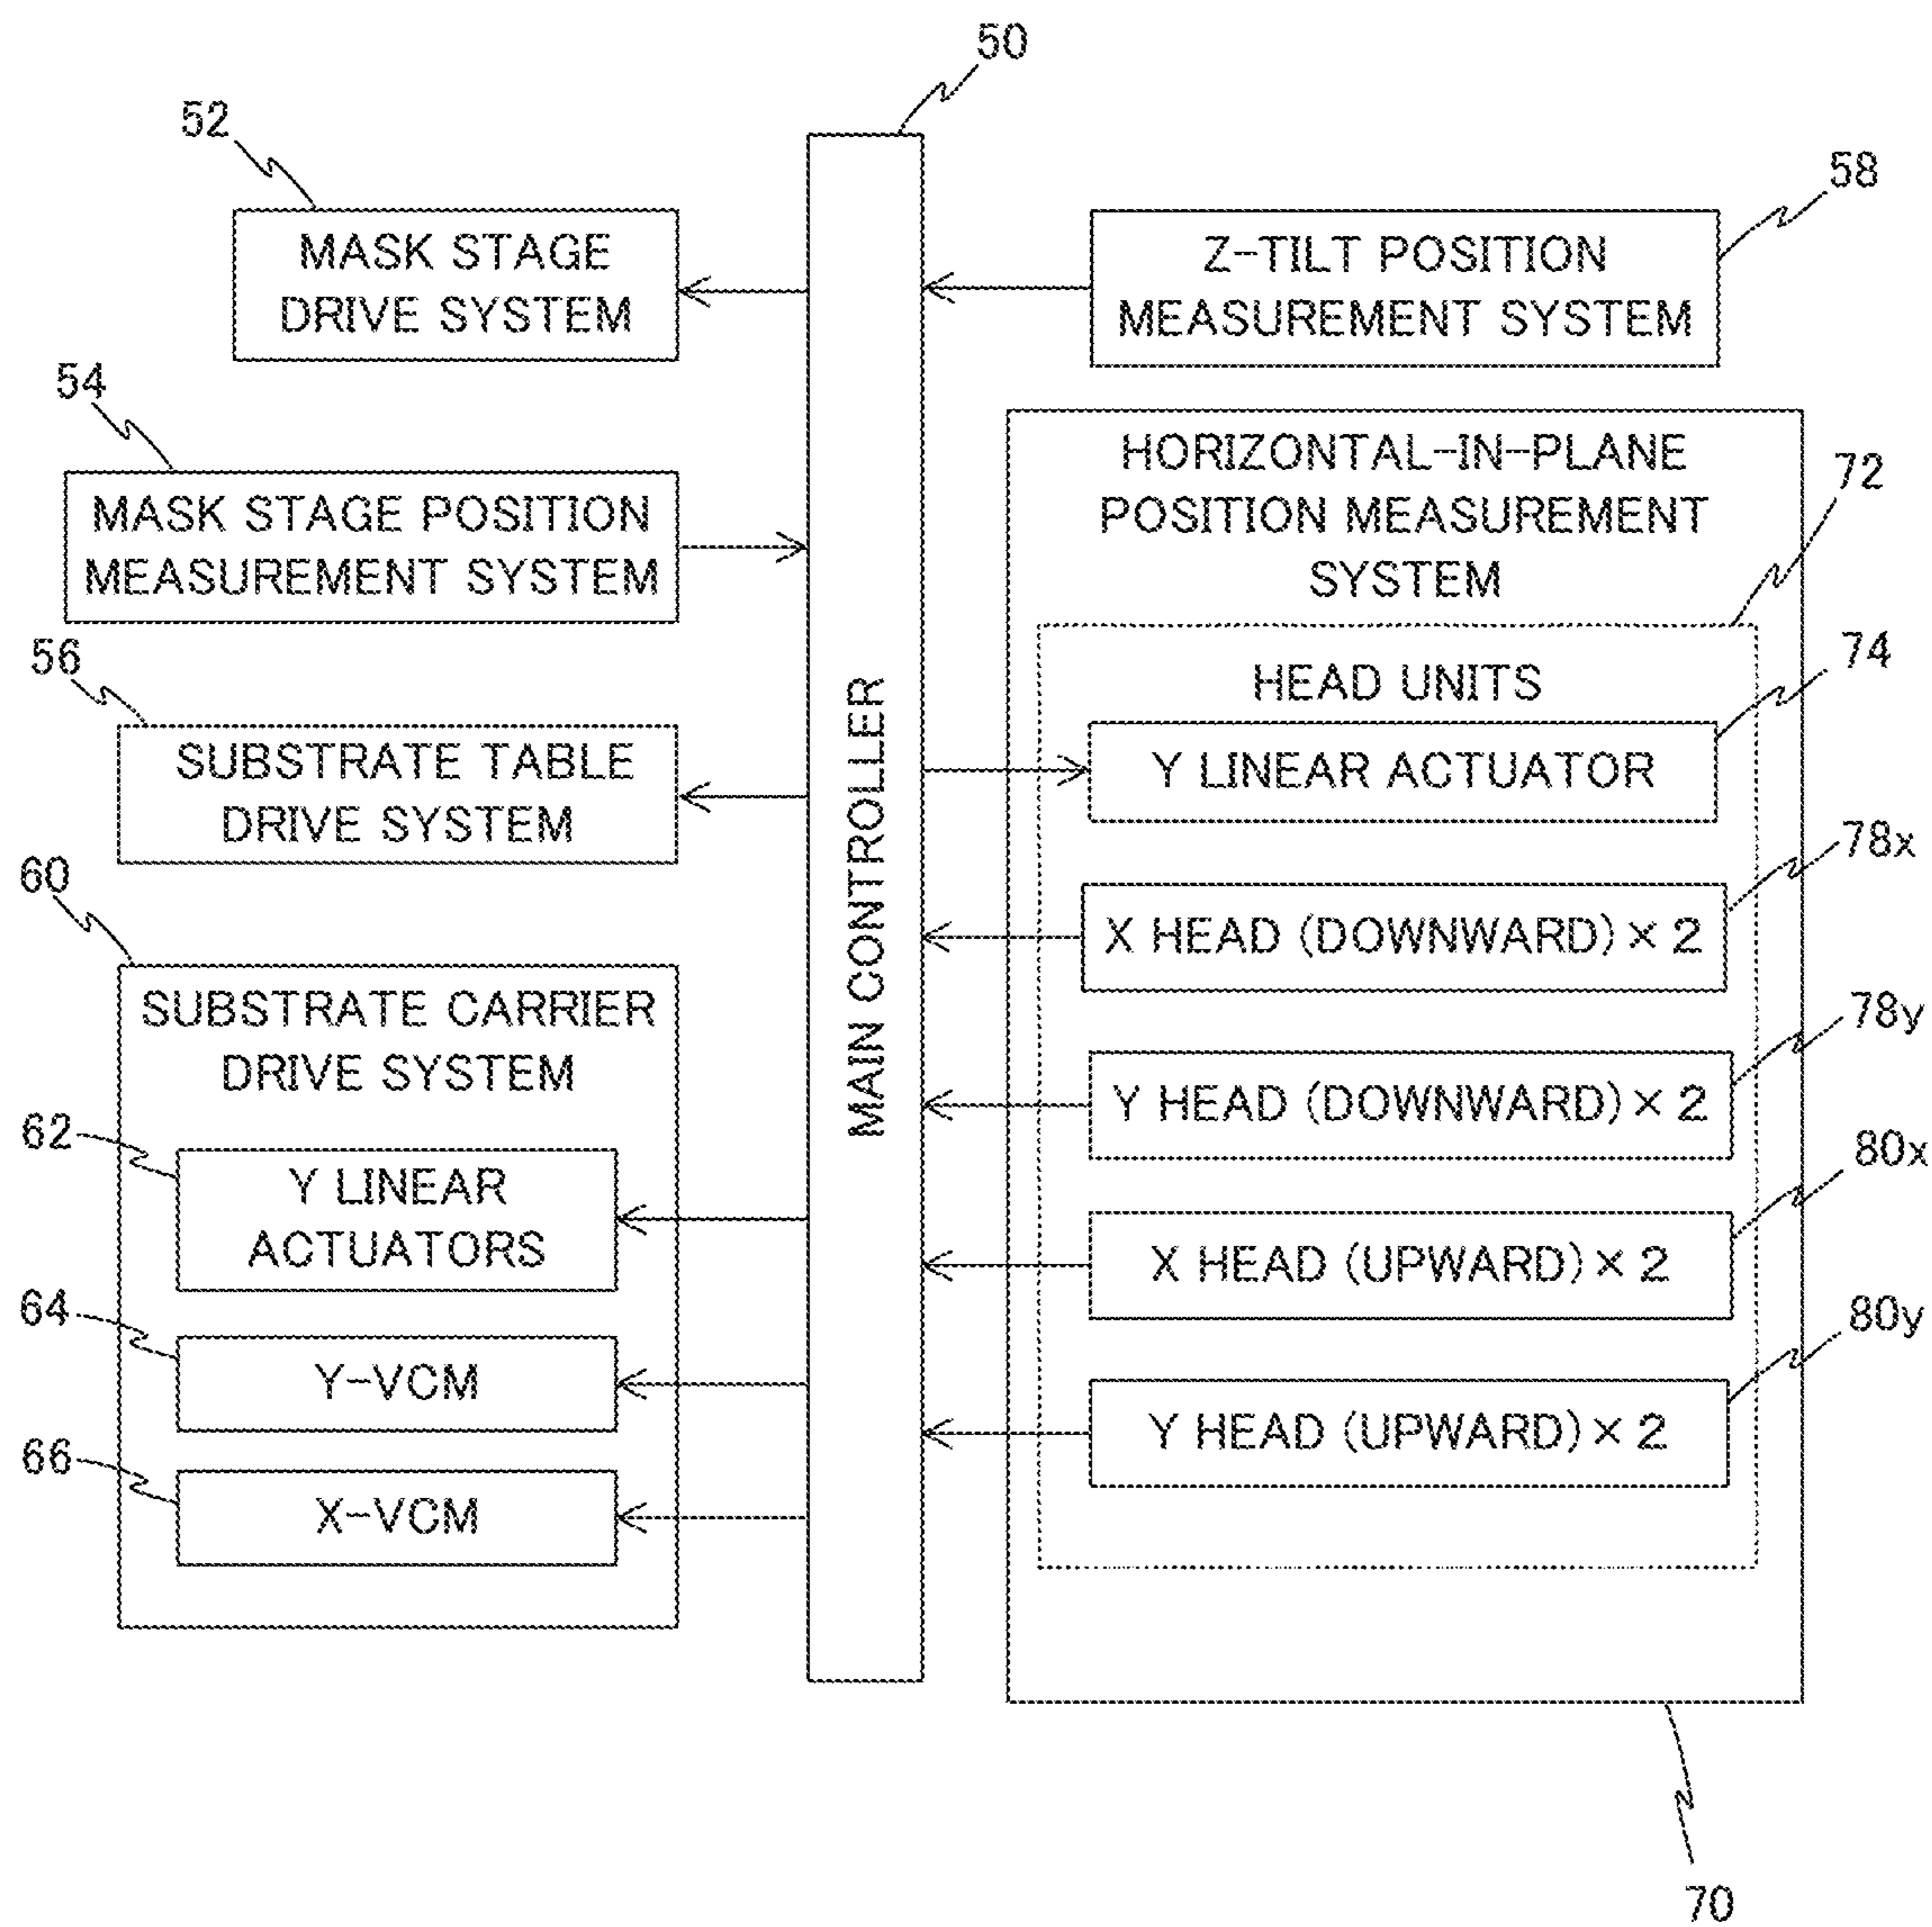 50
52
MASK STAGE
DRIVE SYSTEM
54
MASK STAGE POSITION
MEASUREMENT SYSTEM
56
SUBSTRATE TABLE
DRIVE SYSTEM
60
SUBSTRATE CARRIER
DRIVE SYSTEM
62
Y LINEAR
ACTUATORS
64
Y-VCM
66
X-VCM
MAIN CONTROLLER
58
Z-TILT POSITION
MEASUREMENT SYSTEM
HORIZONTAL-IN-PLANE
POSITION MEASUREMENT
SYSTEM
72
HEAD UNITS
74
Y LINEAR ACTUATOR
78x
X HEAD (DOWNWARD) × 2
78y
Y HEAD (DOWNWARD) × 2
80x
X HEAD (UPWARD) × 2
80y
Y HEAD (UPWARD) × 2
70